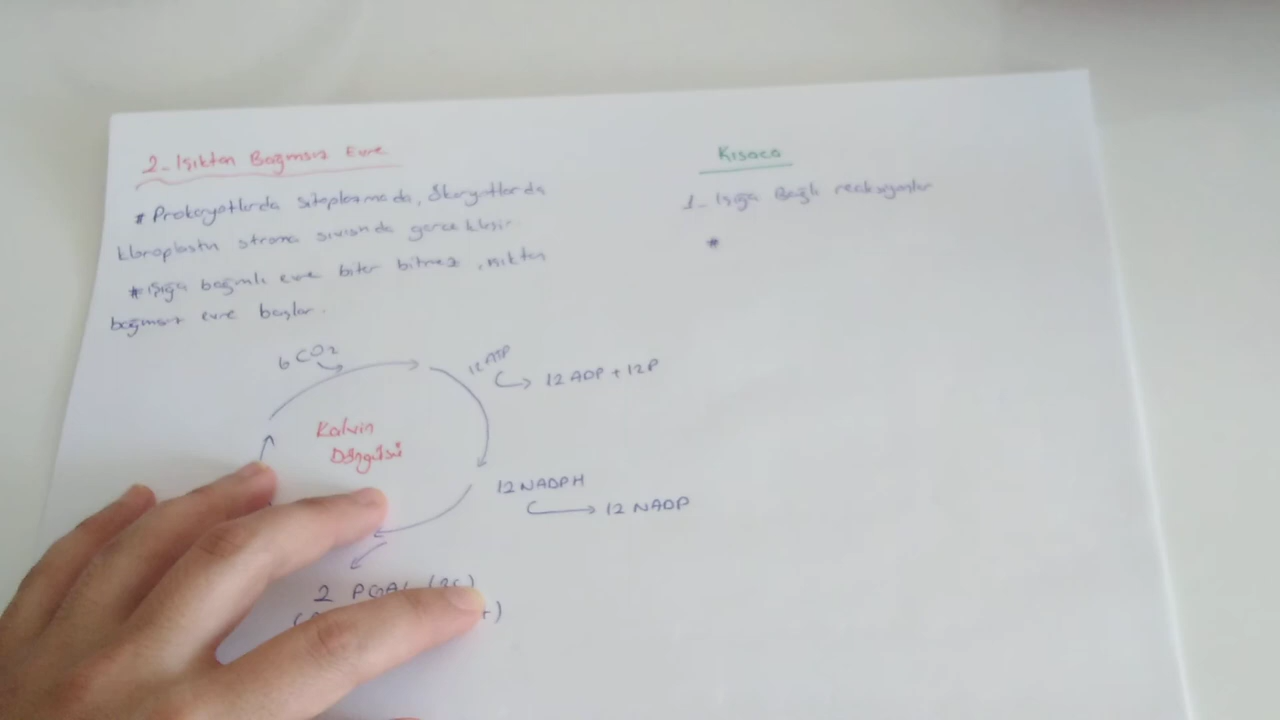 2- Işıktan Bağımsız Evre
* Prokaryotlarda sitoplazmada, ökaryotlarda
kloroplastın stroma sıvısında gerçekleşir
* Işığa bağımlı evre biter bitmez, ışıktan
bağımsız evre başlar.
6 CO2
12 ATP
12 ADP + 12P
Kalvin
Döngüsü
12 NADPH
12 NADP
2 PGAL (3C)
Kısaca
1- Işığa Bağlı reaksiyonlar
*